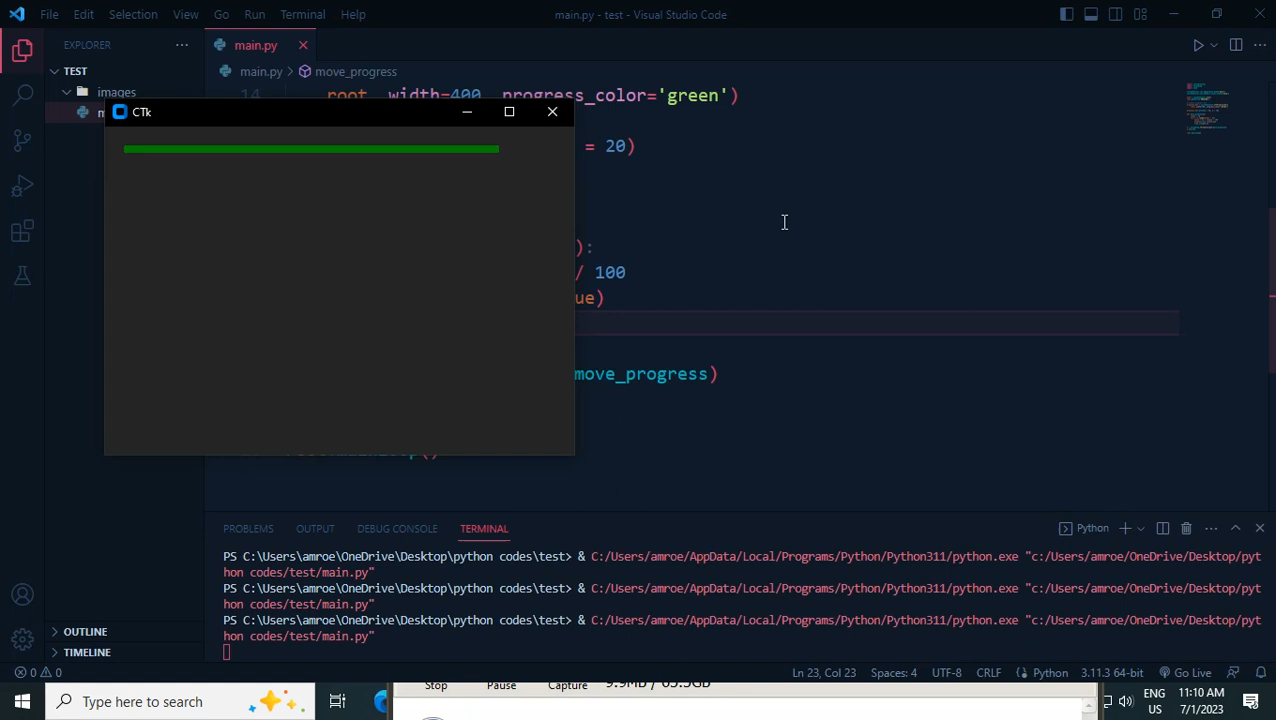 File Edit Selection View Go Run Terminal Help
main.py - test - Visual Studio Code
EXPLORER
main.py
TEST
main.py > move_progress
images
14 root, width=400, progress_color='green')
m
CTk
= 20)
):
/ 100
ue)
move_progress)
()
PROBLEMS OUTPUT DEBUG CONSOLE TERMINAL
Python
PS C:\Users\amroe\OneDrive\Desktop\python codes\test> & C:/Users/amroe/AppData/Local/Programs/Python/Python311/python.exe "c:/Users/amroe/OneDrive/Desktop/pyt
hon codes/test/main.py"
PS C:\Users\amroe\OneDrive\Desktop\python codes\test> & C:/Users/amroe/AppData/Local/Programs/Python/Python311/python.exe "c:/Users/amroe/OneDrive/Desktop/pyt
hon codes/test/main.py"
PS C:\Users\amroe\OneDrive\Desktop\python codes\test> & C:/Users/amroe/AppData/Local/Programs/Python/Python311/python.exe "c:/Users/amroe/OneDrive/Desktop/pyt
hon codes/test/main.py"
OUTLINE
TIMELINE
0 0
Ln 23, Col 23 Spaces: 4 UTF-8 CRLF Python 3.11.3 64-bit Go Live
Type here to search
Stop Pause Capture
ENG
US
11:10 AM
7/1/2023